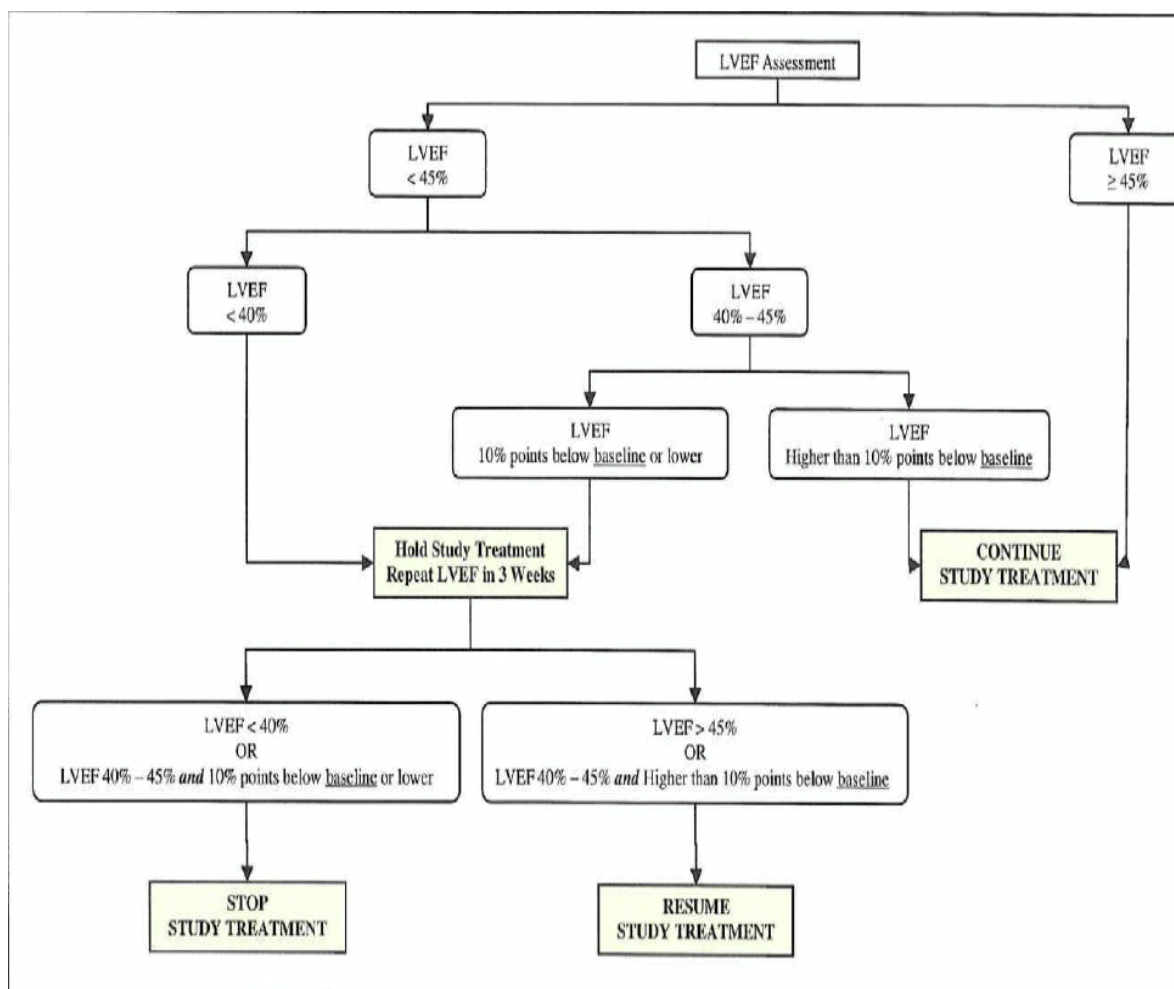 LVEF Assessment
LVEF
< 45%
LVEF
≥ 45%
LVEF
< 40%
LVEF
40% – 45%
LVEF
10% points below baseline or lower
LVEF
Higher than 10% points below baseline
Hold Study Treatment
Repeat LVEF in 3 Weeks
CONTINUE
STUDY TREATMENT
LVEF < 40%
OR
LVEF 40% – 45% and 10% points below baseline or lower
LVEF > 45%
OR
LVEF 40% – 45% and Higher than 10% points below baseline
STOP
STUDY TREATMENT
RESUME
STUDY TREATMENT